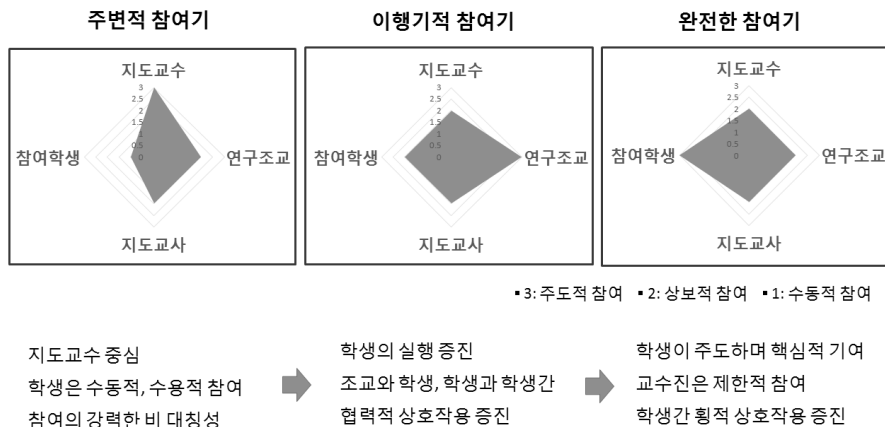 주변적 참여기
이행기적 참여기
완전한 참여기
지도교수
3
2.5
2
1.5
1
0.5
0
참여학생
연구조교
지도교사
지도교수
3
2.5
2
1.5
1
0.5
0
참여학생
연구조교
지도교사
지도교수
3
2.5
2
1.5
1
0.5
0
참여학생
연구조교
지도교사
▪3: 주도적 참여 ▪2: 상보적 참여 ▪1: 수동적 참여
지도교수 중심
학생은 수동적, 수용적 참여
참여의 강력한 비 대칭성
학생의 실행 증진
조교와 학생, 학생과 학생간
협력적 상호작용 증진
학생이 주도하며 핵심적 기여
교수진은 제한적 참여
학생간 횡적 상호작용 증진